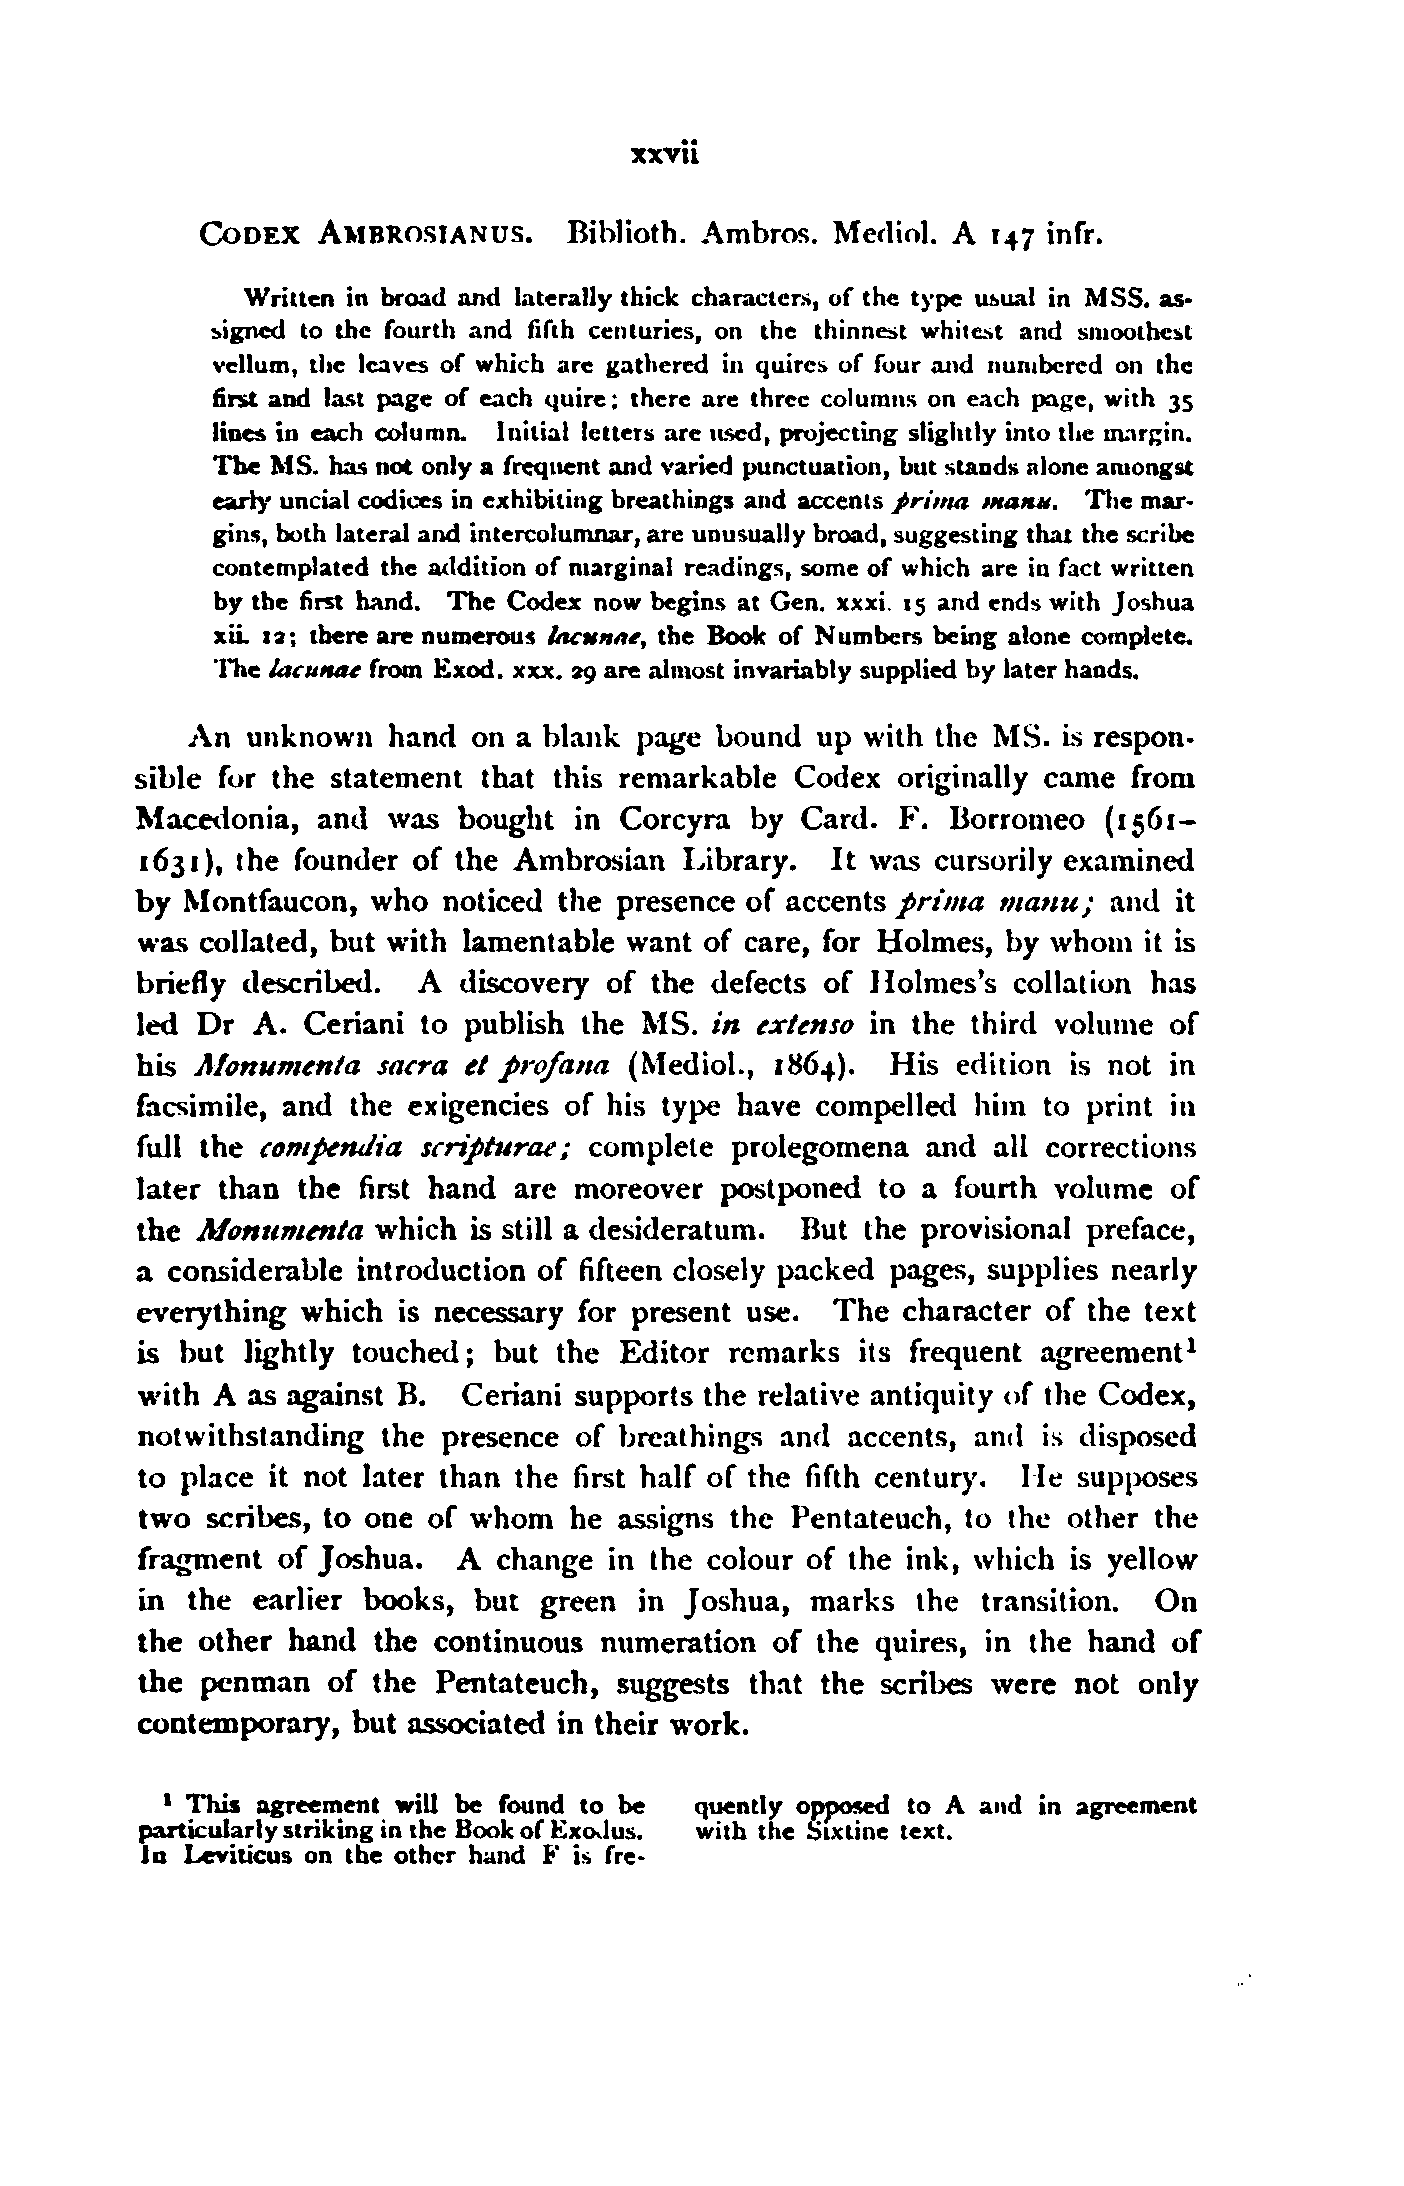 xxvii
CODEX AMBROSIANUS. Biblioth. Ambros. Mediol. A 147 infr.
Written in broad and laterally thick characters, of the type usual in MSS. as-
signed to the fourth and fifth centuries, on the thinnest whitest and smoothest
vellum, the leaves of which are gathered in quires of four and numbered on the
first and last page of each quire; there are three columns on each page, with 35
lines in each column. Initial letters are used, projecting slightly into the margin.
The MS. has not only a frequent and varied punctuation, but stands alone amongst
early uncial codices in exhibiting breathings and accents prima manu. The mar-
gins, both lateral and intercolumnar, are unusually broad, suggesting that the scribe
contemplated the addition of marginal readings, some of which are in fact written
by the first hand. The Codex now begins at Gen. xxxi. 15 and ends with Joshua
xii. 12; there are numerous lacunae, the Book of Numbers being alone complete.
The lacunae from Exod. xxx. 29 are almost invariably supplied by later hands.
An unknown hand on a blank page bound up with the MS. is respon-
sible for the statement that this remarkable Codex originally came from
Macedonia, and was bought in Corcyra by Card. F. Borromeo (1561–
1631), the founder of the Ambrosian Library. It was cursorily examined
by Montfaucon, who noticed the presence of accents prima manu; and it
was collated, but with lamentable want of care, for Holmes, by whom it is
briefly described. A discovery of the defects of Holmes's collation has
led Dr A. Ceriani to publish the MS. in extenso in the third volume of
his Monumenta sacra et profana (Mediol., 1864). His edition is not in
facsimile, and the exigencies of his type have compelled him to print in
full the compendia scripturae; complete prolegomena and all corrections
later than the first hand are moreover postponed to a fourth volume of
the Monumenta which is still a desideratum. But the provisional preface,
a considerable introduction of fifteen closely packed pages, supplies nearly
everything which is necessary for present use. The character of the text
is but lightly touched; but the Editor remarks its frequent agreement¹
with A as against B. Ceriani supports the relative antiquity of the Codex,
notwithstanding the presence of breathings and accents, and is disposed
to place it not later than the first half of the fifth century. He supposes
two scribes, to one of whom he assigns the Pentateuch, to the other the
fragment of Joshua. A change in the colour of the ink, which is yellow
in the earlier books, but green in Joshua, marks the transition. On
the other hand the continuous numeration of the quires, in the hand of
the penman of the Pentateuch, suggests that the scribes were not only
contemporary, but associated in their work.
¹ This agreement will be found to be
particularly striking in the Book of Exodus.
In Leviticus on the other hand F is fre-
quently opposed to A and in agreement
with the Sixtine text.